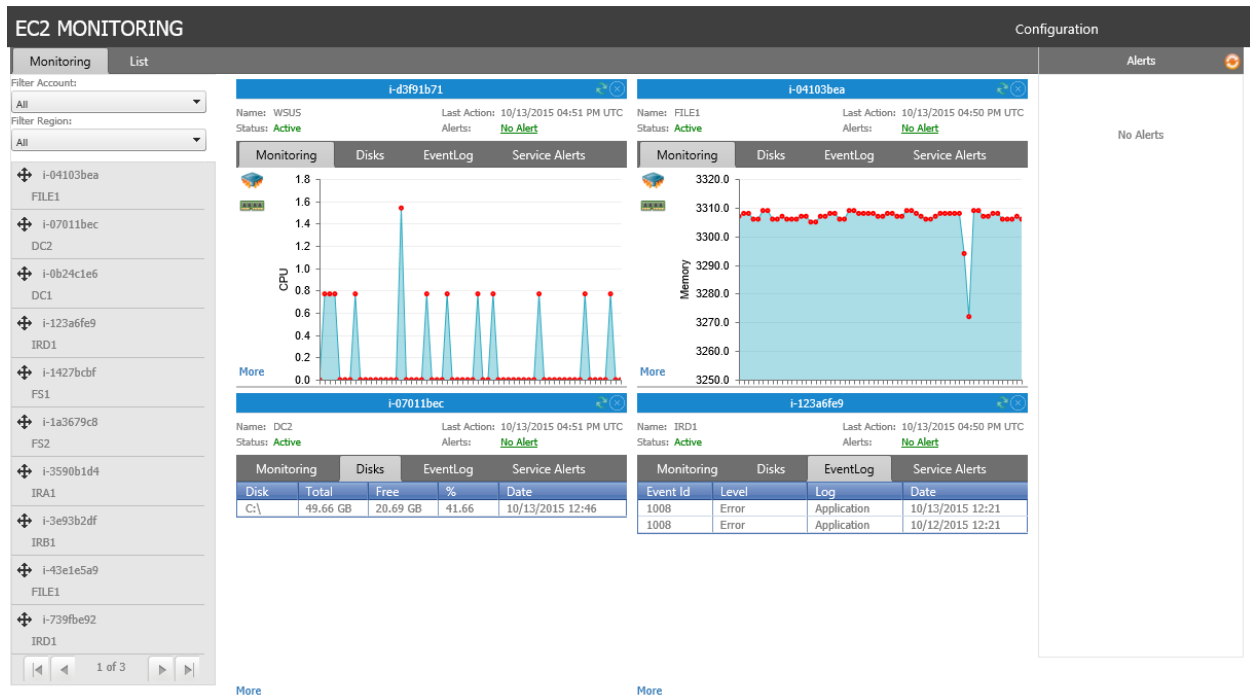 EC2 MONITORING
Configuration
Monitoring List
Alerts
Filter Account:
All
Filter Region:
All
i-04103bea
FILE1
i-07011bec
DC2
i-0b24c1e6
DC1
i-123a6fe9
IRD1
i-1427bcbf
FS1
i-1a3679c8
FS2
i-3590b1d4
IRA1
i-3e93b2df
IRB1
i-43e1e5a9
FILE1
i-739fbe92
IRD1
1 of 3
i-d3f91b71
Name: WSUS Last Action: 10/13/2015 04:51 PM UTC
Status: Active Alerts: No Alert
Monitoring Disks EventLog Service Alerts
1.8
1.6
1.4
1.2
1.0
0.8
0.6
0.4
0.2
0.0
CPU
More
i-04103bea
Name: FILE1 Last Action: 10/13/2015 04:50 PM UTC
Status: Active Alerts: No Alert
Monitoring Disks EventLog Service Alerts
3320.0
3310.0
3300.0
3290.0
3280.0
3270.0
3260.0
3250.0
Memory
More
i-07011bec
Name: DC2 Last Action: 10/13/2015 04:51 PM UTC
Status: Active Alerts: No Alert
Monitoring Disks EventLog Service Alerts
Disk Total Free % Date
C:\ 49.66 GB 20.69 GB 41.66 10/13/2015 12:46
More
i-123a6fe9
Name: IRD1 Last Action: 10/13/2015 04:50 PM UTC
Status: Active Alerts: No Alert
Monitoring Disks EventLog Service Alerts
Event Id Level Log Date
1008 Error Application 10/13/2015 12:21
1008 Error Application 10/12/2015 12:21
More
No Alerts